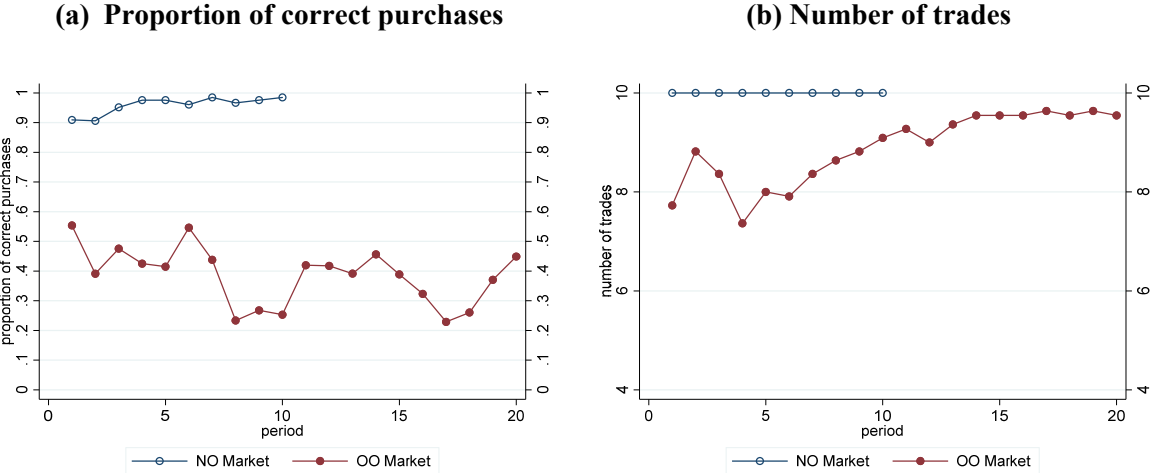 (a) Proportion of correct purchases
proportion of correct purchases
0 .1 .2 .3 .4 .5 .6 .7 .8 .9 1
0 .1 .2 .3 .4 .5 .6 .7 .8 .9 1
0 5 10 15 20
period
NO Market OO Market
(b) Number of trades
number of trades
4 6 8 10
4 6 8 10
0 5 10 15 20
period
NO Market OO Market